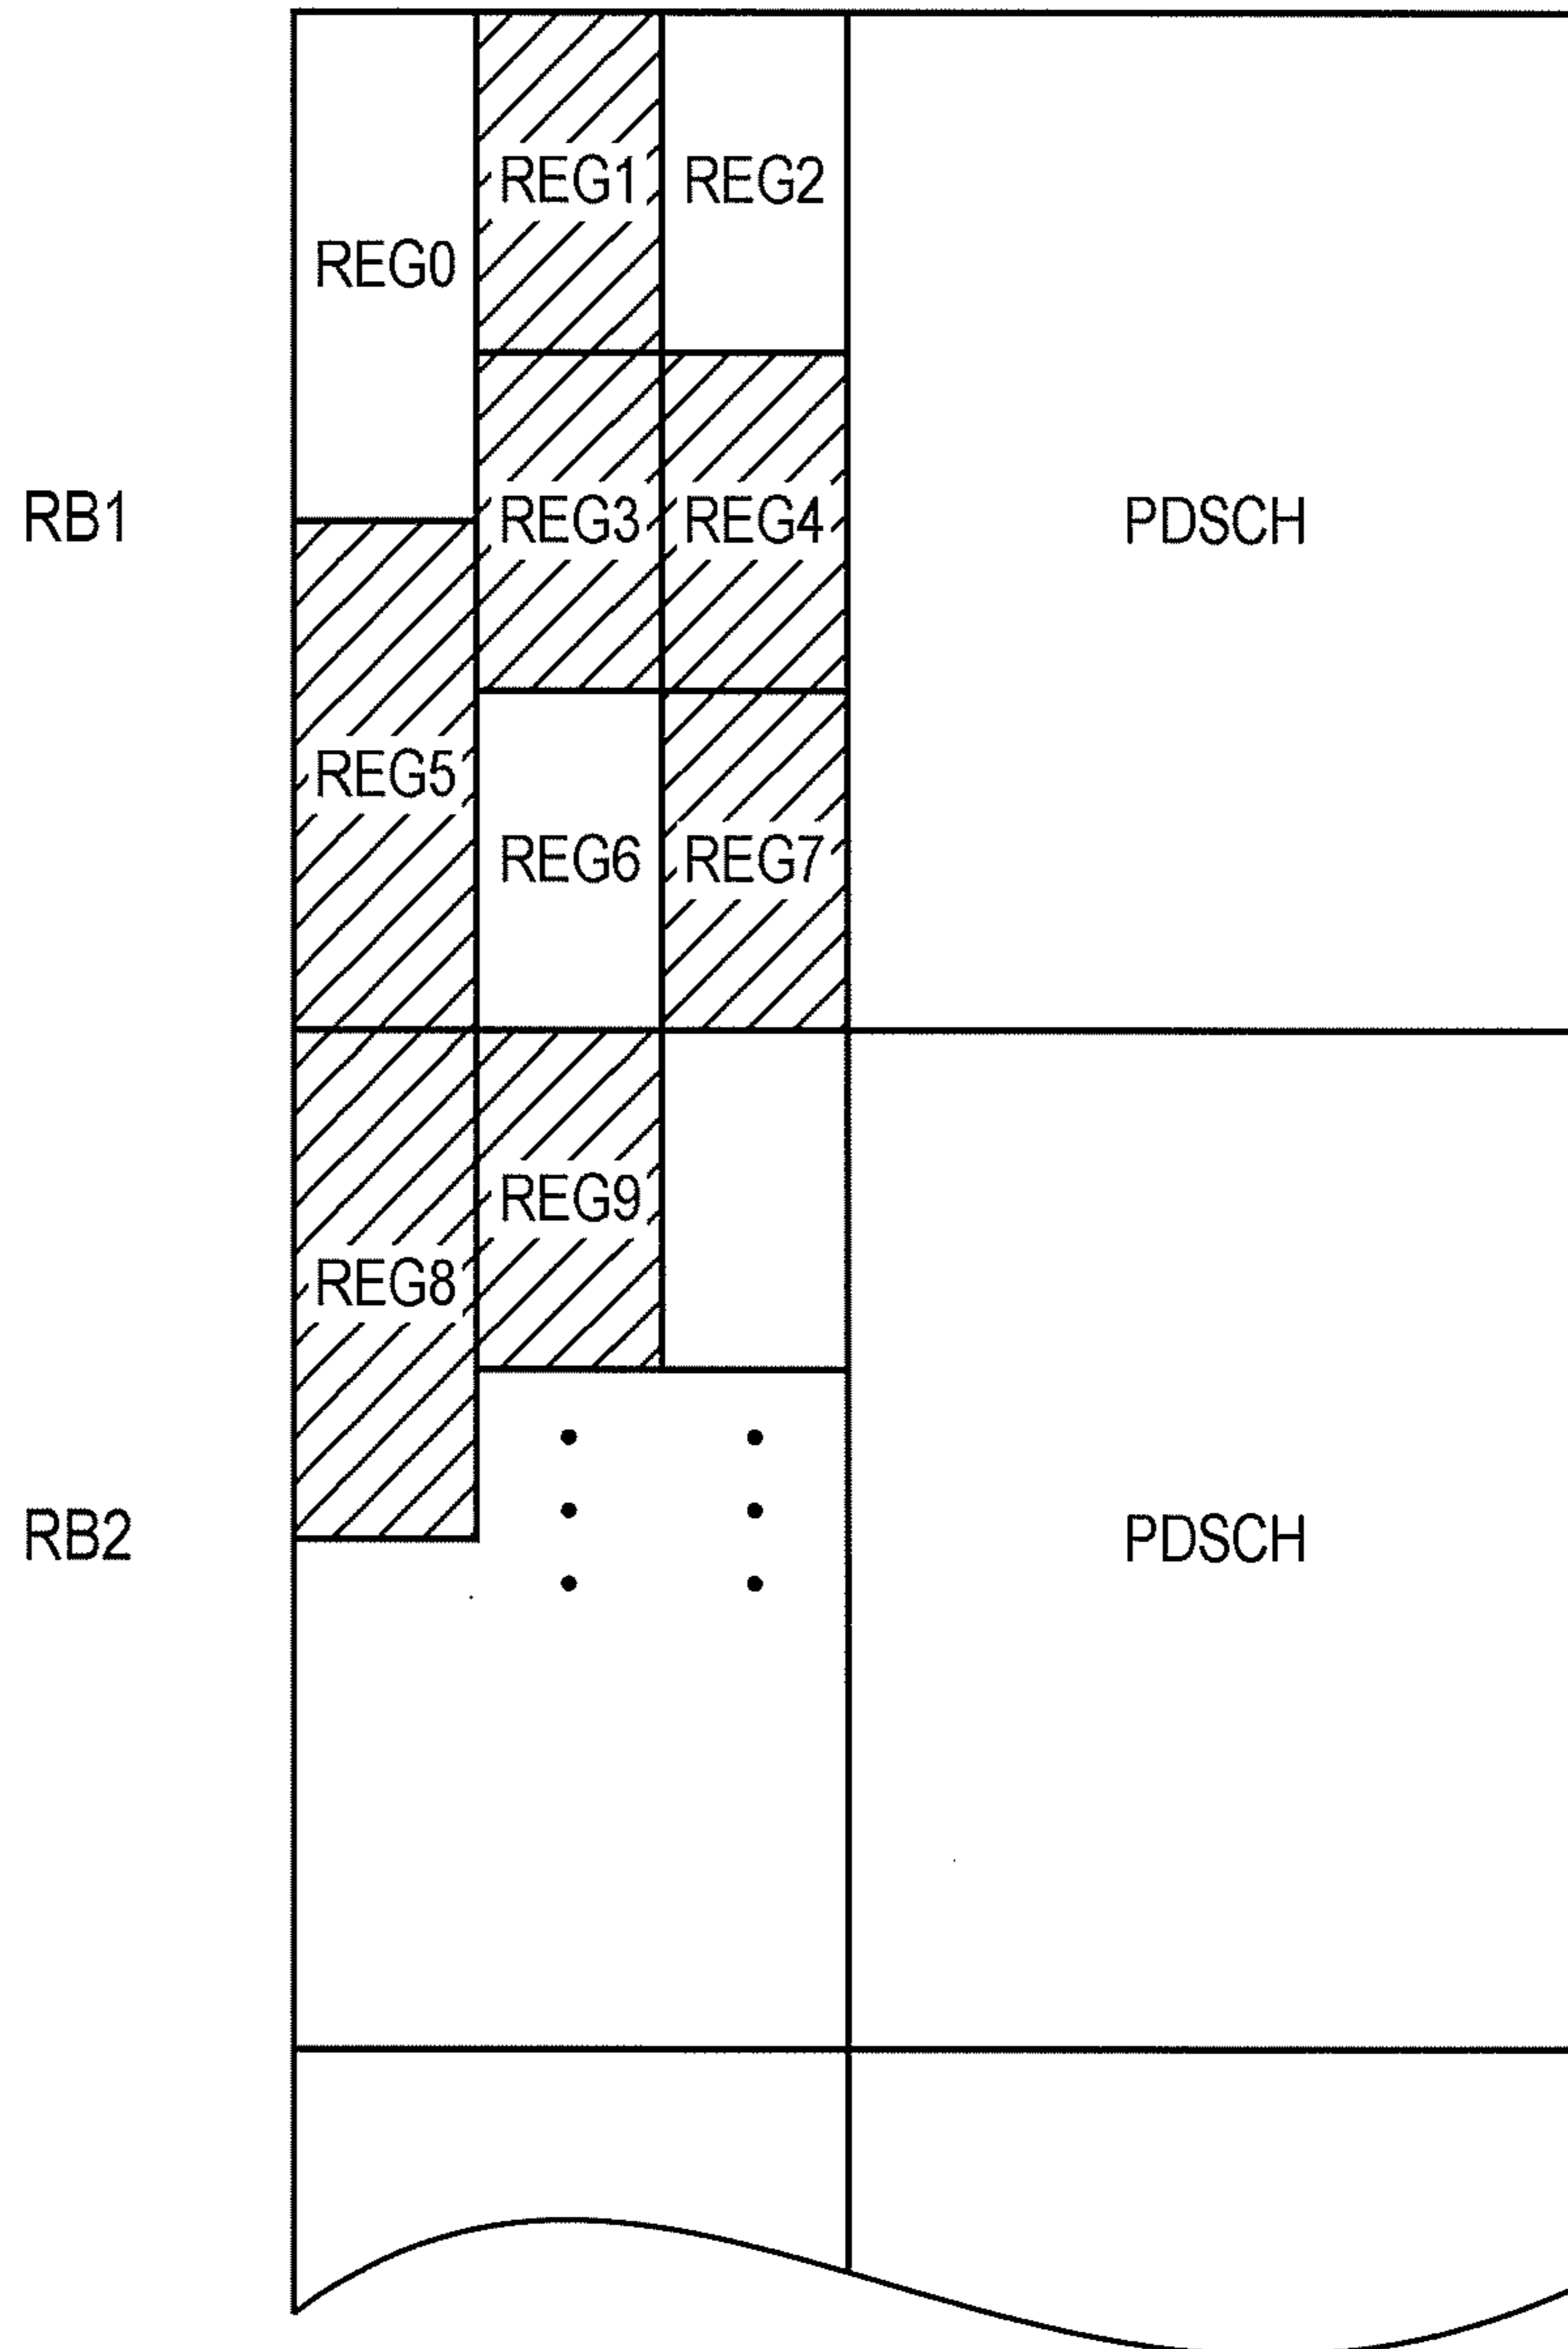 REG1
REG2
REG0
RB1
REG3
REG4
PDSCH
REG5
REG6
REG7
REG9
REG8
RB2
PDSCH